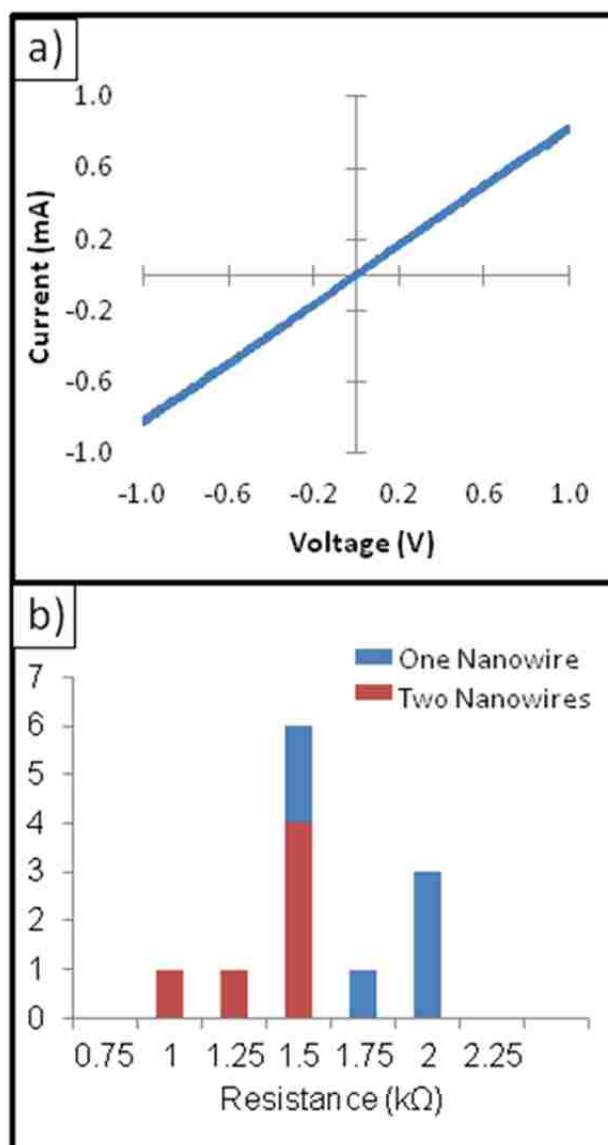 a)
1.0
0.6
0.2
-0.2
-0.6
-1.0
Current (mA)
-1.0 -0.6 -0.2 0.2 0.6 1.0
Voltage (V)
b)
One Nanowire
Two Nanowires
7
6
5
4
3
2
1
0
0.75 1 1.25 1.5 1.75 2 2.25
Resistance (kΩ)